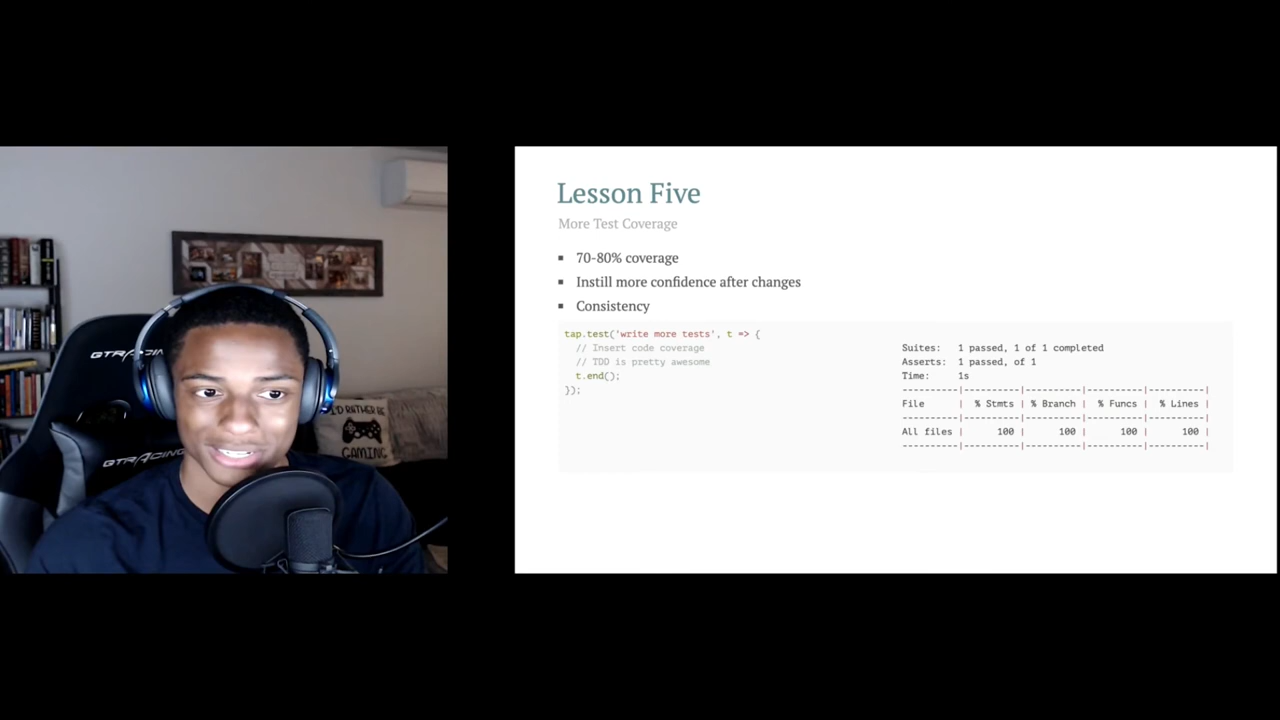 GTRACING
GTRACING
I'D RATHER BE
GAMING
Lesson Five
More Test Coverage
70-80% coverage
Instill more confidence after changes
Consistency
tap.test('write more tests', t => {
// Insert code coverage
// TDD is pretty awesome
t.end();
});
Suites: 1 passed, 1 of 1 completed
Asserts: 1 passed, of 1
Time: 1s
----------|----------|----------|----------|----------|
File | % Stmts | % Branch | % Funcs | % Lines |
----------|----------|----------|----------|----------|
All files | 100 | 100 | 100 | 100 |
----------|----------|----------|----------|----------|